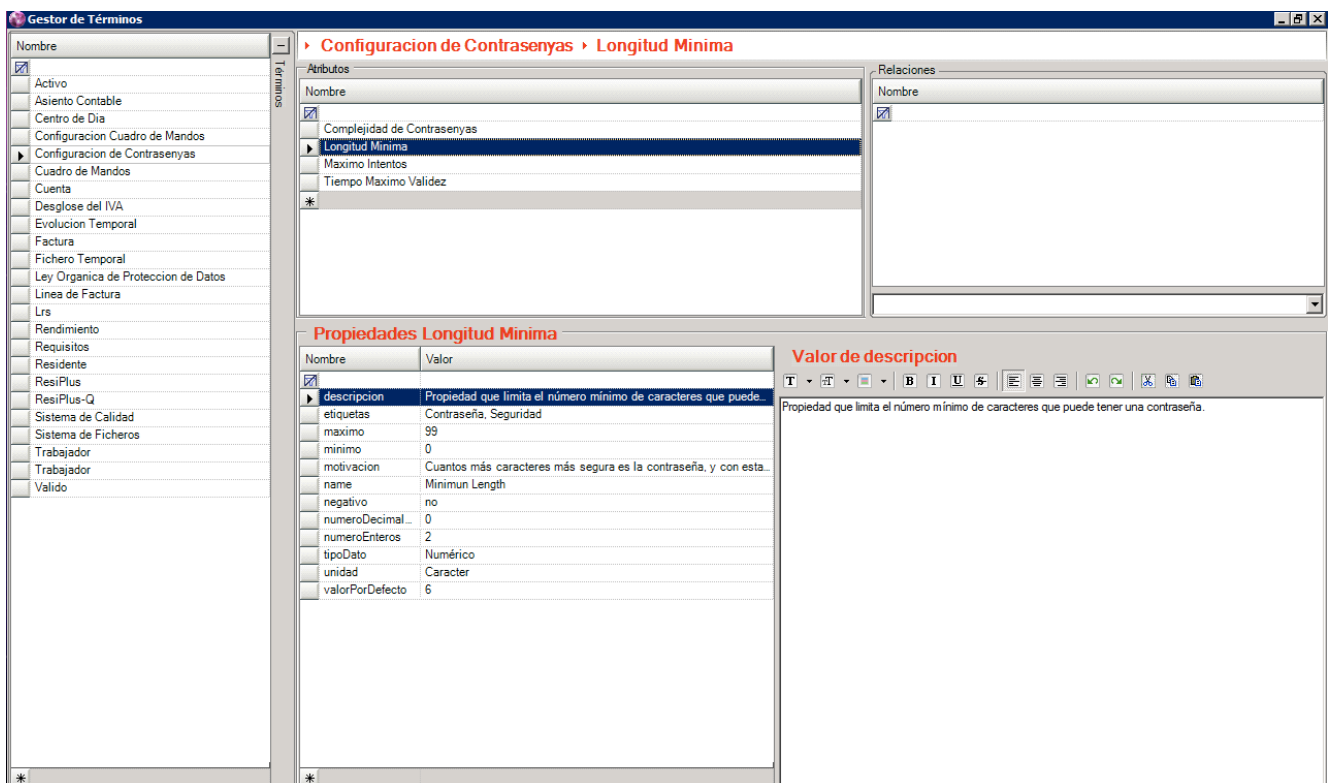 Gestor de Términos
Nombre
Activo
Asiento Contable
Centro de Dia
Configuracion Cuadro de Mandos
Configuracion de Contrasenyas
Cuadro de Mandos
Cuenta
Desglose del IVA
Evolucion Temporal
Factura
Fichero Temporal
Ley Organica de Proteccion de Datos
Linea de Factura
Lrs
Rendimiento
Requisitos
Residente
ResiPlus
ResiPlus-Q
Sistema de Calidad
Sistema de Ficheros
Trabajador
Trabajador
Valido
Términos
Configuracion de Contrasenyas Longitud Minima
Atributos
Nombre
Complejidad de Contrasenyas
Longitud Minima
Maximo Intentos
Tiempo Maximo Validez
Relaciones
Nombre
Propiedades Longitud Minima
Nombre Valor
descripcion Propiedad que limita el número mínimo de caracteres que puede...
etiquetas Contraseña, Seguridad
maximo 99
minimo 0
motivacion Cuantos más caracteres más segura es la contraseña, y con esta...
name Minimun Length
negativo no
numeroDecimal... 0
numeroEnteros 2
tipoDato Numérico
unidad Caracter
valorPorDefecto 6
Valor de descripcion
T T B I U S
Propiedad que limita el número mínimo de caracteres que puede tener una contraseña.